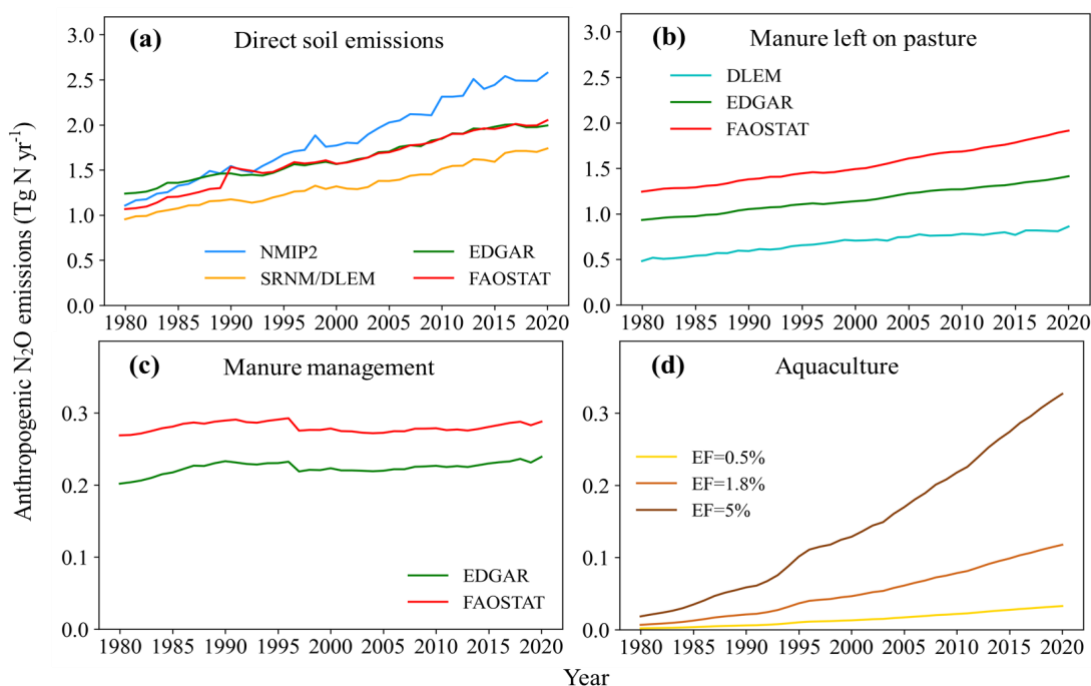 Anthropogenic N₂O emissions (Tg N yr⁻¹)
(a) Direct soil emissions
3.0
2.5
2.0
1.5
1.0
0.5
0.0
NMIP2
SRNM/DLEM
EDGAR
FAOSTAT
1980 1985 1990 1995 2000 2005 2010 2015 2020
(b) Manure left on pasture
3.0
2.5
2.0
1.5
1.0
0.5
0.0
DLEM
EDGAR
FAOSTAT
1980 1985 1990 1995 2000 2005 2010 2015 2020
(c) Manure management
0.3
0.2
0.1
0.0
EDGAR
FAOSTAT
1980 1985 1990 1995 2000 2005 2010 2015 2020
(d) Aquaculture
0.3
0.2
0.1
0.0
EF=0.5%
EF=1.8%
EF=5%
1980 1985 1990 1995 2000 2005 2010 2015 2020
Year